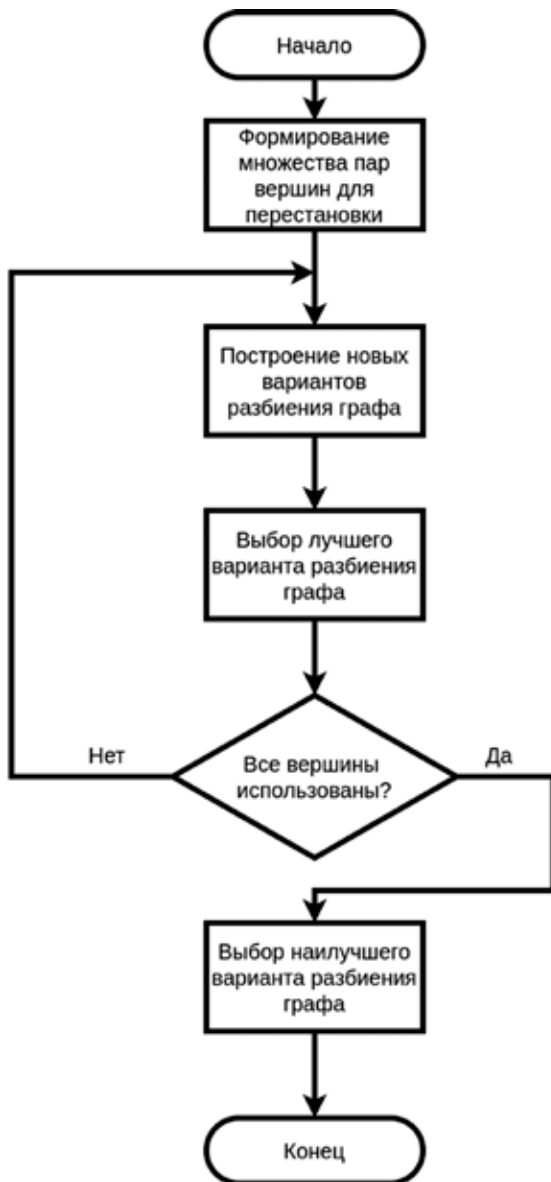 Начало
Формирование
множества пар
вершин для
перестановки
Построение новых
вариантов
разбиения графа
Выбор лучшего
варианта разбиения
графа
Нет
Все вершины
использованы?
Да
Выбор наилучшего
варианта разбиения
графа
Конец